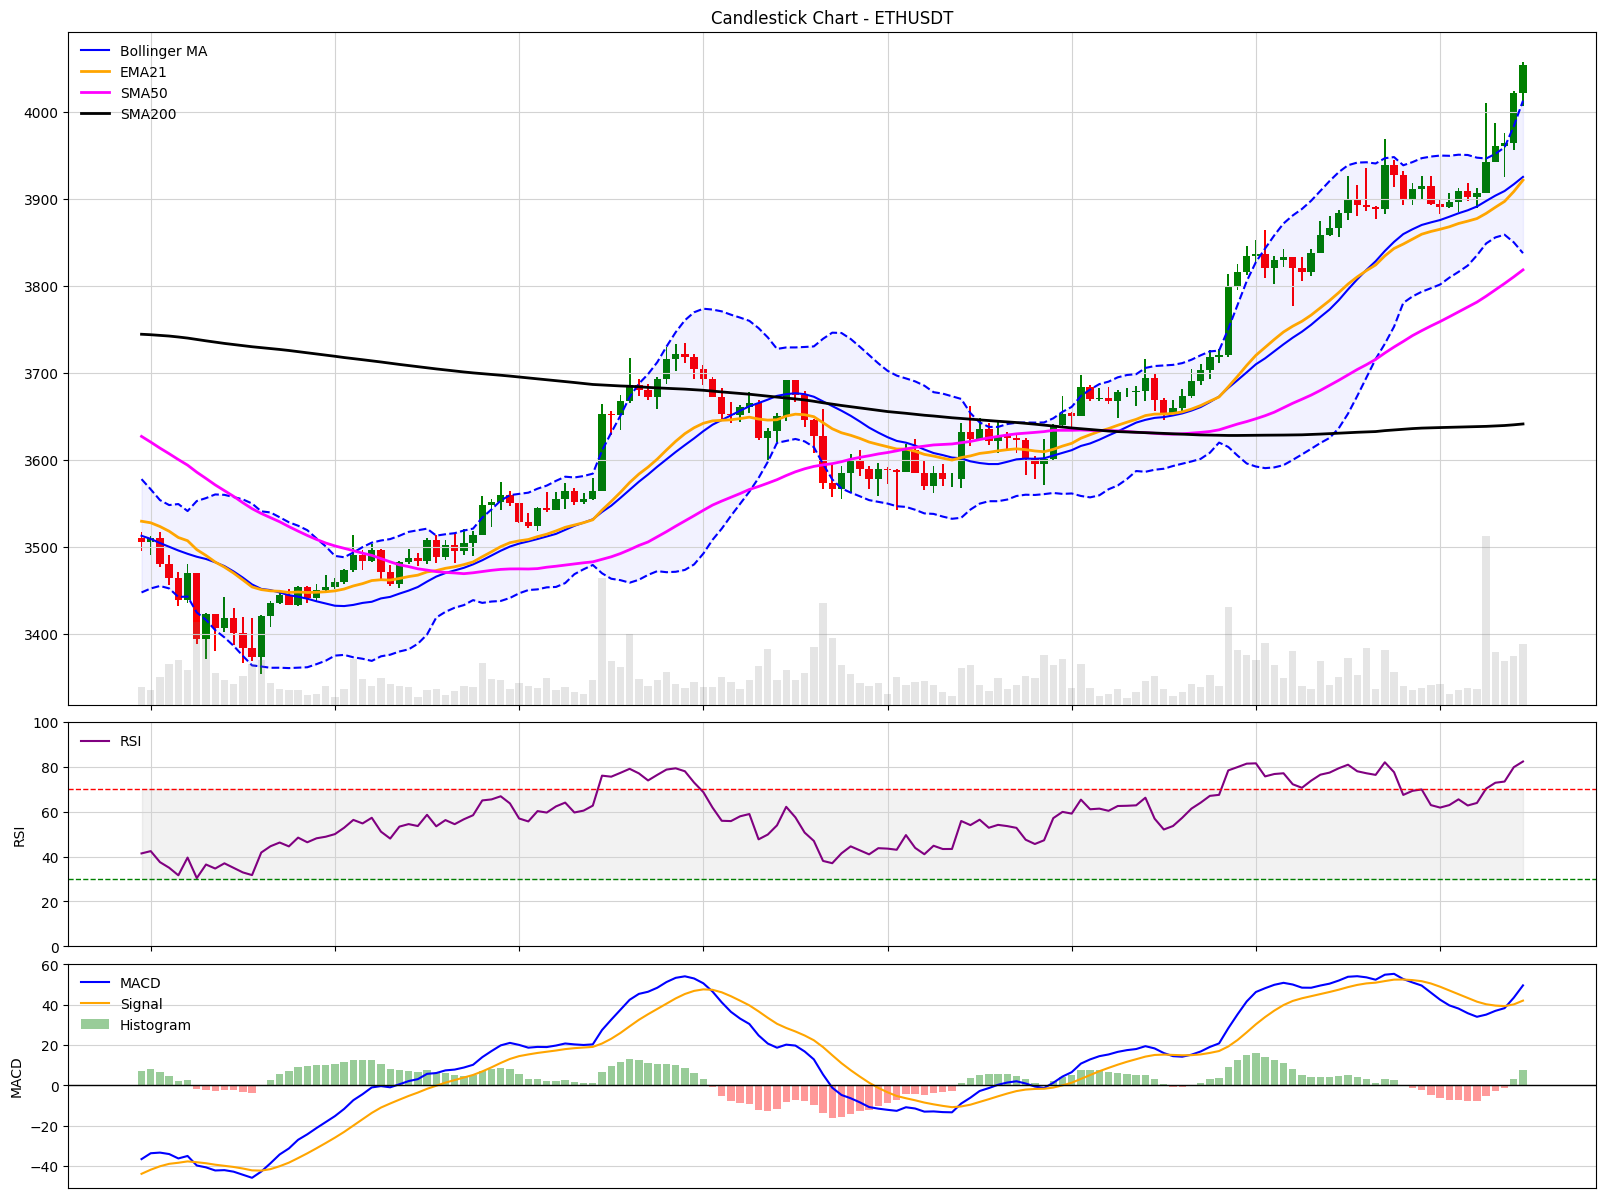 Candlestick Chart - ETHUSDT
Bollinger MA
EMA21
SMA50
SMA200
4000
3900
3800
3700
3600
3500
3400
RSI
100
80
60
40
20
0
RSI
MACD
Signal
Histogram
60
40
20
0
−20
−40
MACD